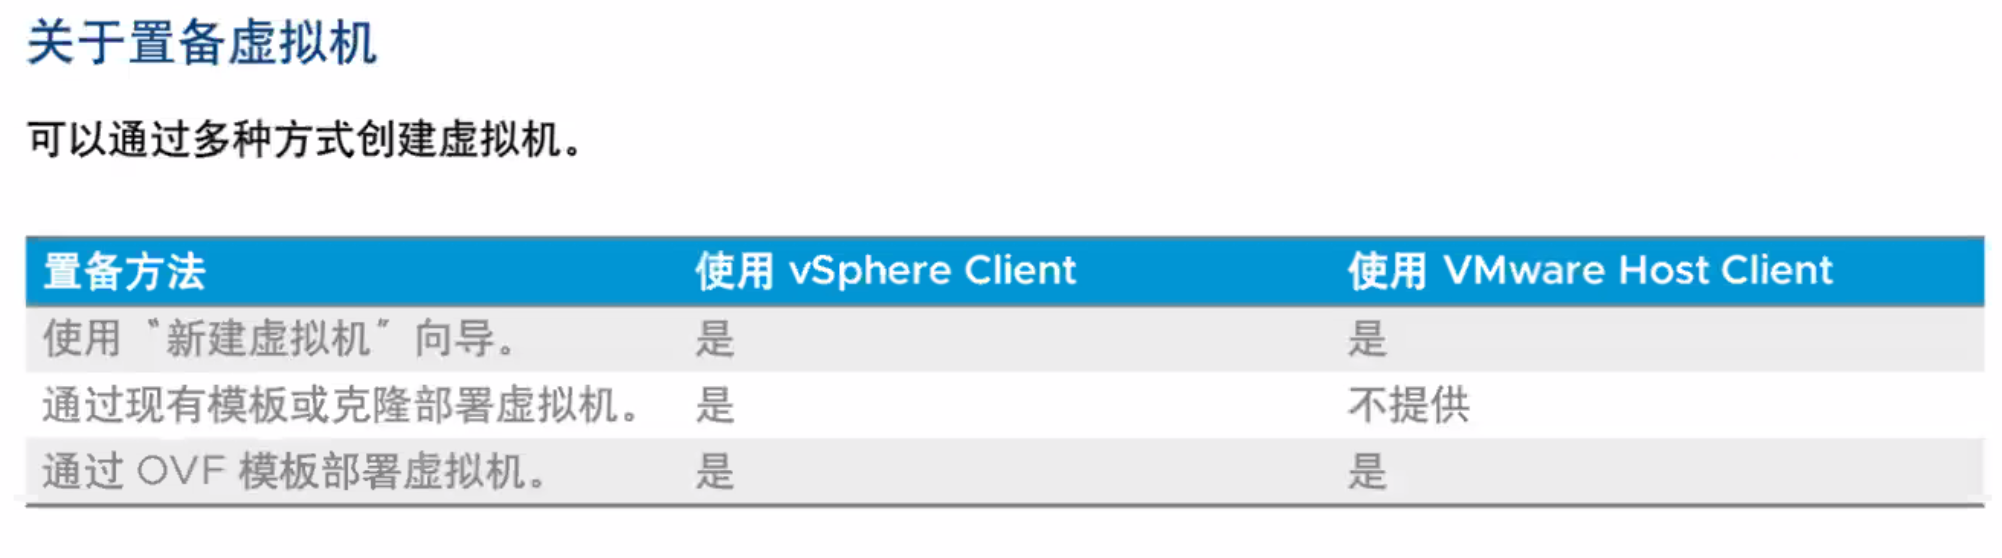 关于置备虚拟机
可以通过多种方式创建虚拟机。
置备方法 使用 vSphere Client 使用 VMware Host Client
使用“新建虚拟机”向导。 是 是
通过现有模板或克隆部署虚拟机。 是 不提供
通过 OVF 模板部署虚拟机。 是 是